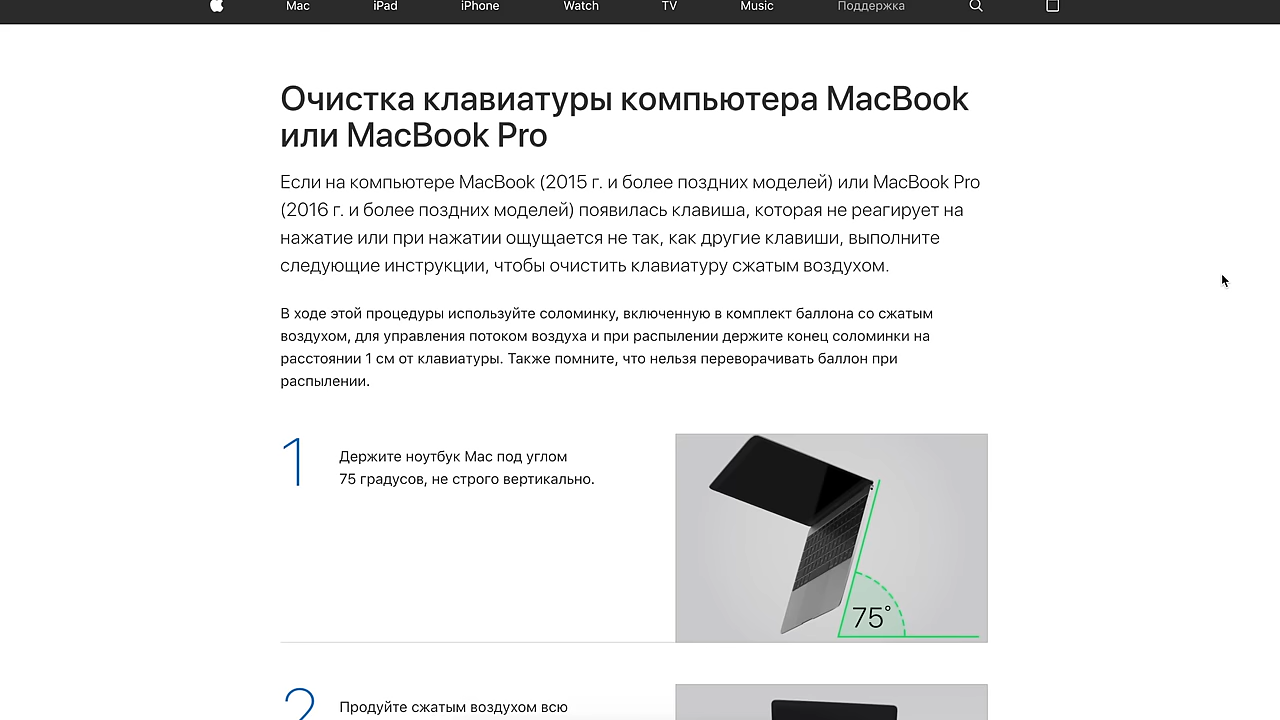 Mac iPad iPhone Watch TV Music Поддержка
Очистка клавиатуры компьютера MacBook
или MacBook Pro
Если на компьютере MacBook (2015 г. и более поздних моделей) или MacBook Pro
(2016 г. и более поздних моделей) появилась клавиша, которая не реагирует на
нажатие или при нажатии ощущается не так, как другие клавиши, выполните
следующие инструкции, чтобы очистить клавиатуру сжатым воздухом.
В ходе этой процедуры используйте соломинку, включенную в комплект баллона со сжатым
воздухом, для управления потоком воздуха и при распылении держите конец соломинки на
расстоянии 1 см от клавиатуры. Также помните, что нельзя переворачивать баллон при
распылении.
1
Держите ноутбук Mac под углом
75 градусов, не строго вертикально.
75°
2
Продуйте сжатым воздухом всю